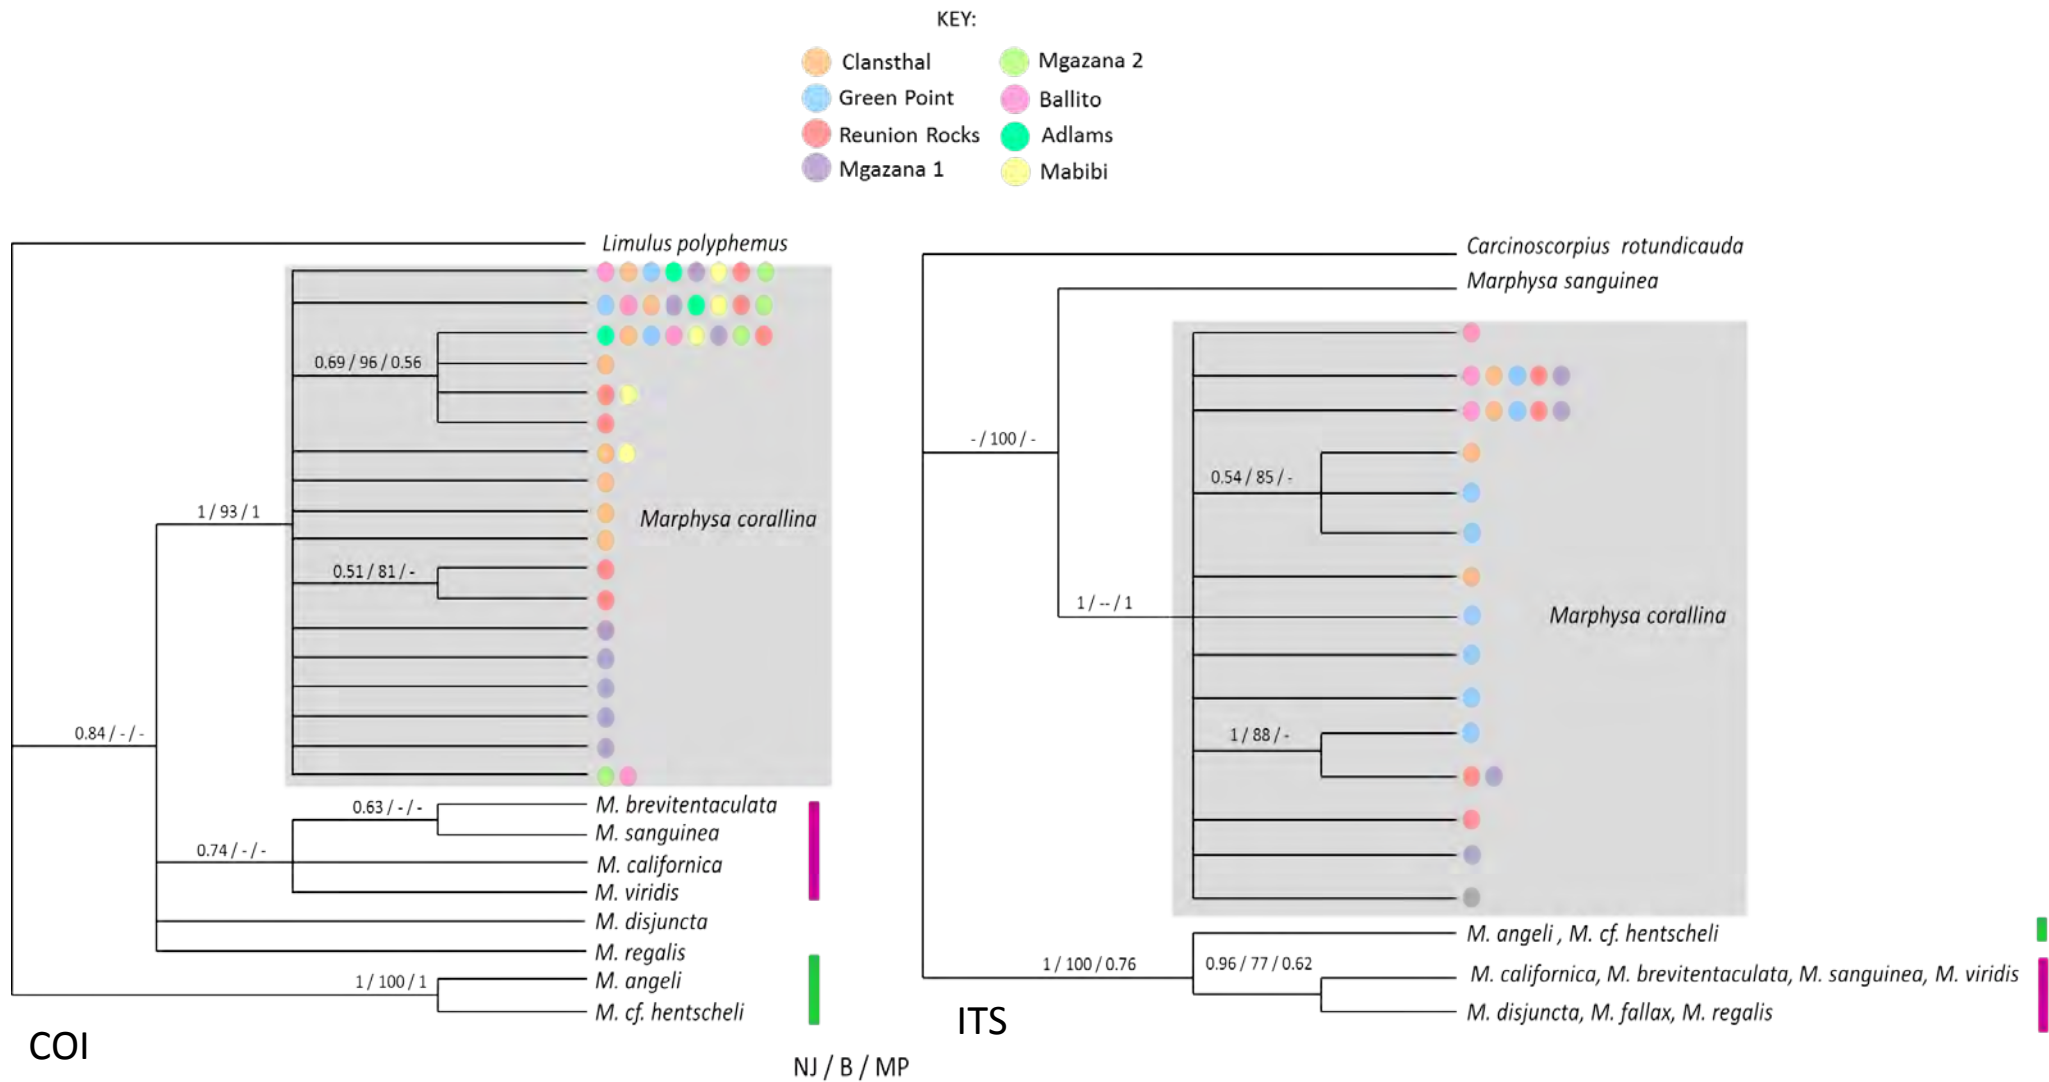 KEY:
Clansthal
Green Point
Reunion Rocks
Mgazana 1
Mgazana 2
Ballito
Adlams
Mabibi
Limulus polyphemus
0.69 / 96 / 0.56
1 / 93 / 1
Marphysa corallina
0.51 / 81 / -
0.84 / - / -
0.63 / - / -
0.74 / - / -
M. brevitentaculata
M. sanguinea
M. californica
M. viridis
M. disjuncta
M. regalis
1 / 100 / 1
M. angeli
M. cf. hentscheli
COI
Carcinoscorpius rotundicauda
Marphysa sanguinea
- / 100 / -
0.54 / 85 / -
1 / -- / 1
Marphysa corallina
1 / 88 / -
M. angeli , M. cf. hentscheli
1 / 100 / 0.76
0.96 / 77 / 0.62
M. californica, M. brevitentaculata, M. sanguinea, M. viridis
M. disjuncta, M. fallax, M. regalis
ITS
NJ / B / MP